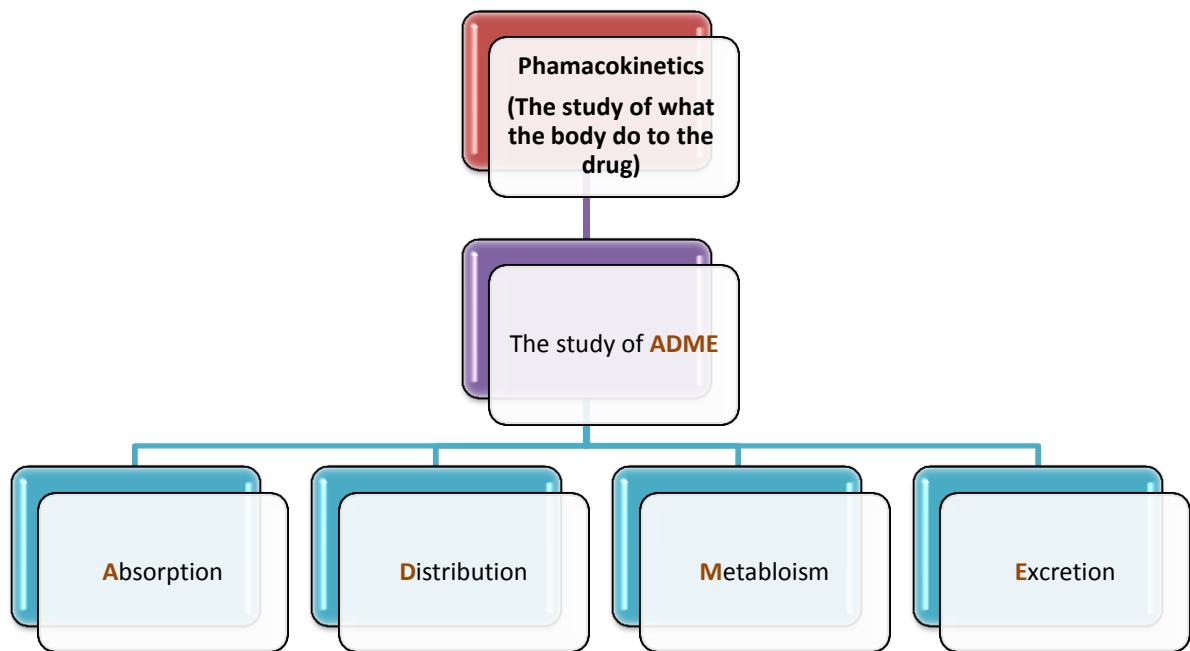 Phamacokinetics
(The study of what
the body do to the
drug)
The study of ADME
Absorption
Distribution
Metabloism
Excretion